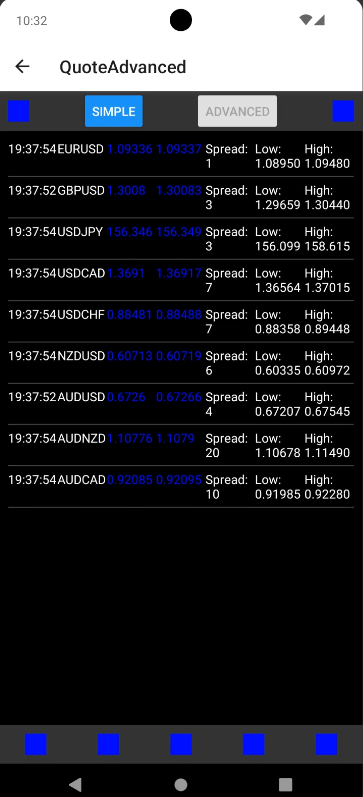 10:32
QuoteAdvanced
SIMPLE ADVANCED
19:37:54 EURUSD 1.09336 1.09337 Spread: Low: High:
1 1.08950 1.09480
19:37:52 GBPUSD 1.3008 1.30083 Spread: Low: High:
3 1.29659 1.30440
19:37:54 USDJPY 156.346 156.349 Spread: Low: High:
3 156.099 158.615
19:37:54 USDCAD 1.3691 1.36917 Spread: Low: High:
7 1.36564 1.37015
19:37:54 USDCHF 0.88481 0.88488 Spread: Low: High:
7 0.88358 0.89448
19:37:54 NZDUSD 0.60713 0.60719 Spread: Low: High:
6 0.60335 0.60972
19:37:52 AUDUSD 0.6726 0.67266 Spread: Low: High:
4 0.67207 0.67545
19:37:54 AUDNZD 1.10776 1.1079 Spread: Low: High:
20 1.10678 1.11490
19:37:54 AUDCAD 0.92085 0.92095 Spread: Low: High:
10 0.91985 0.92280